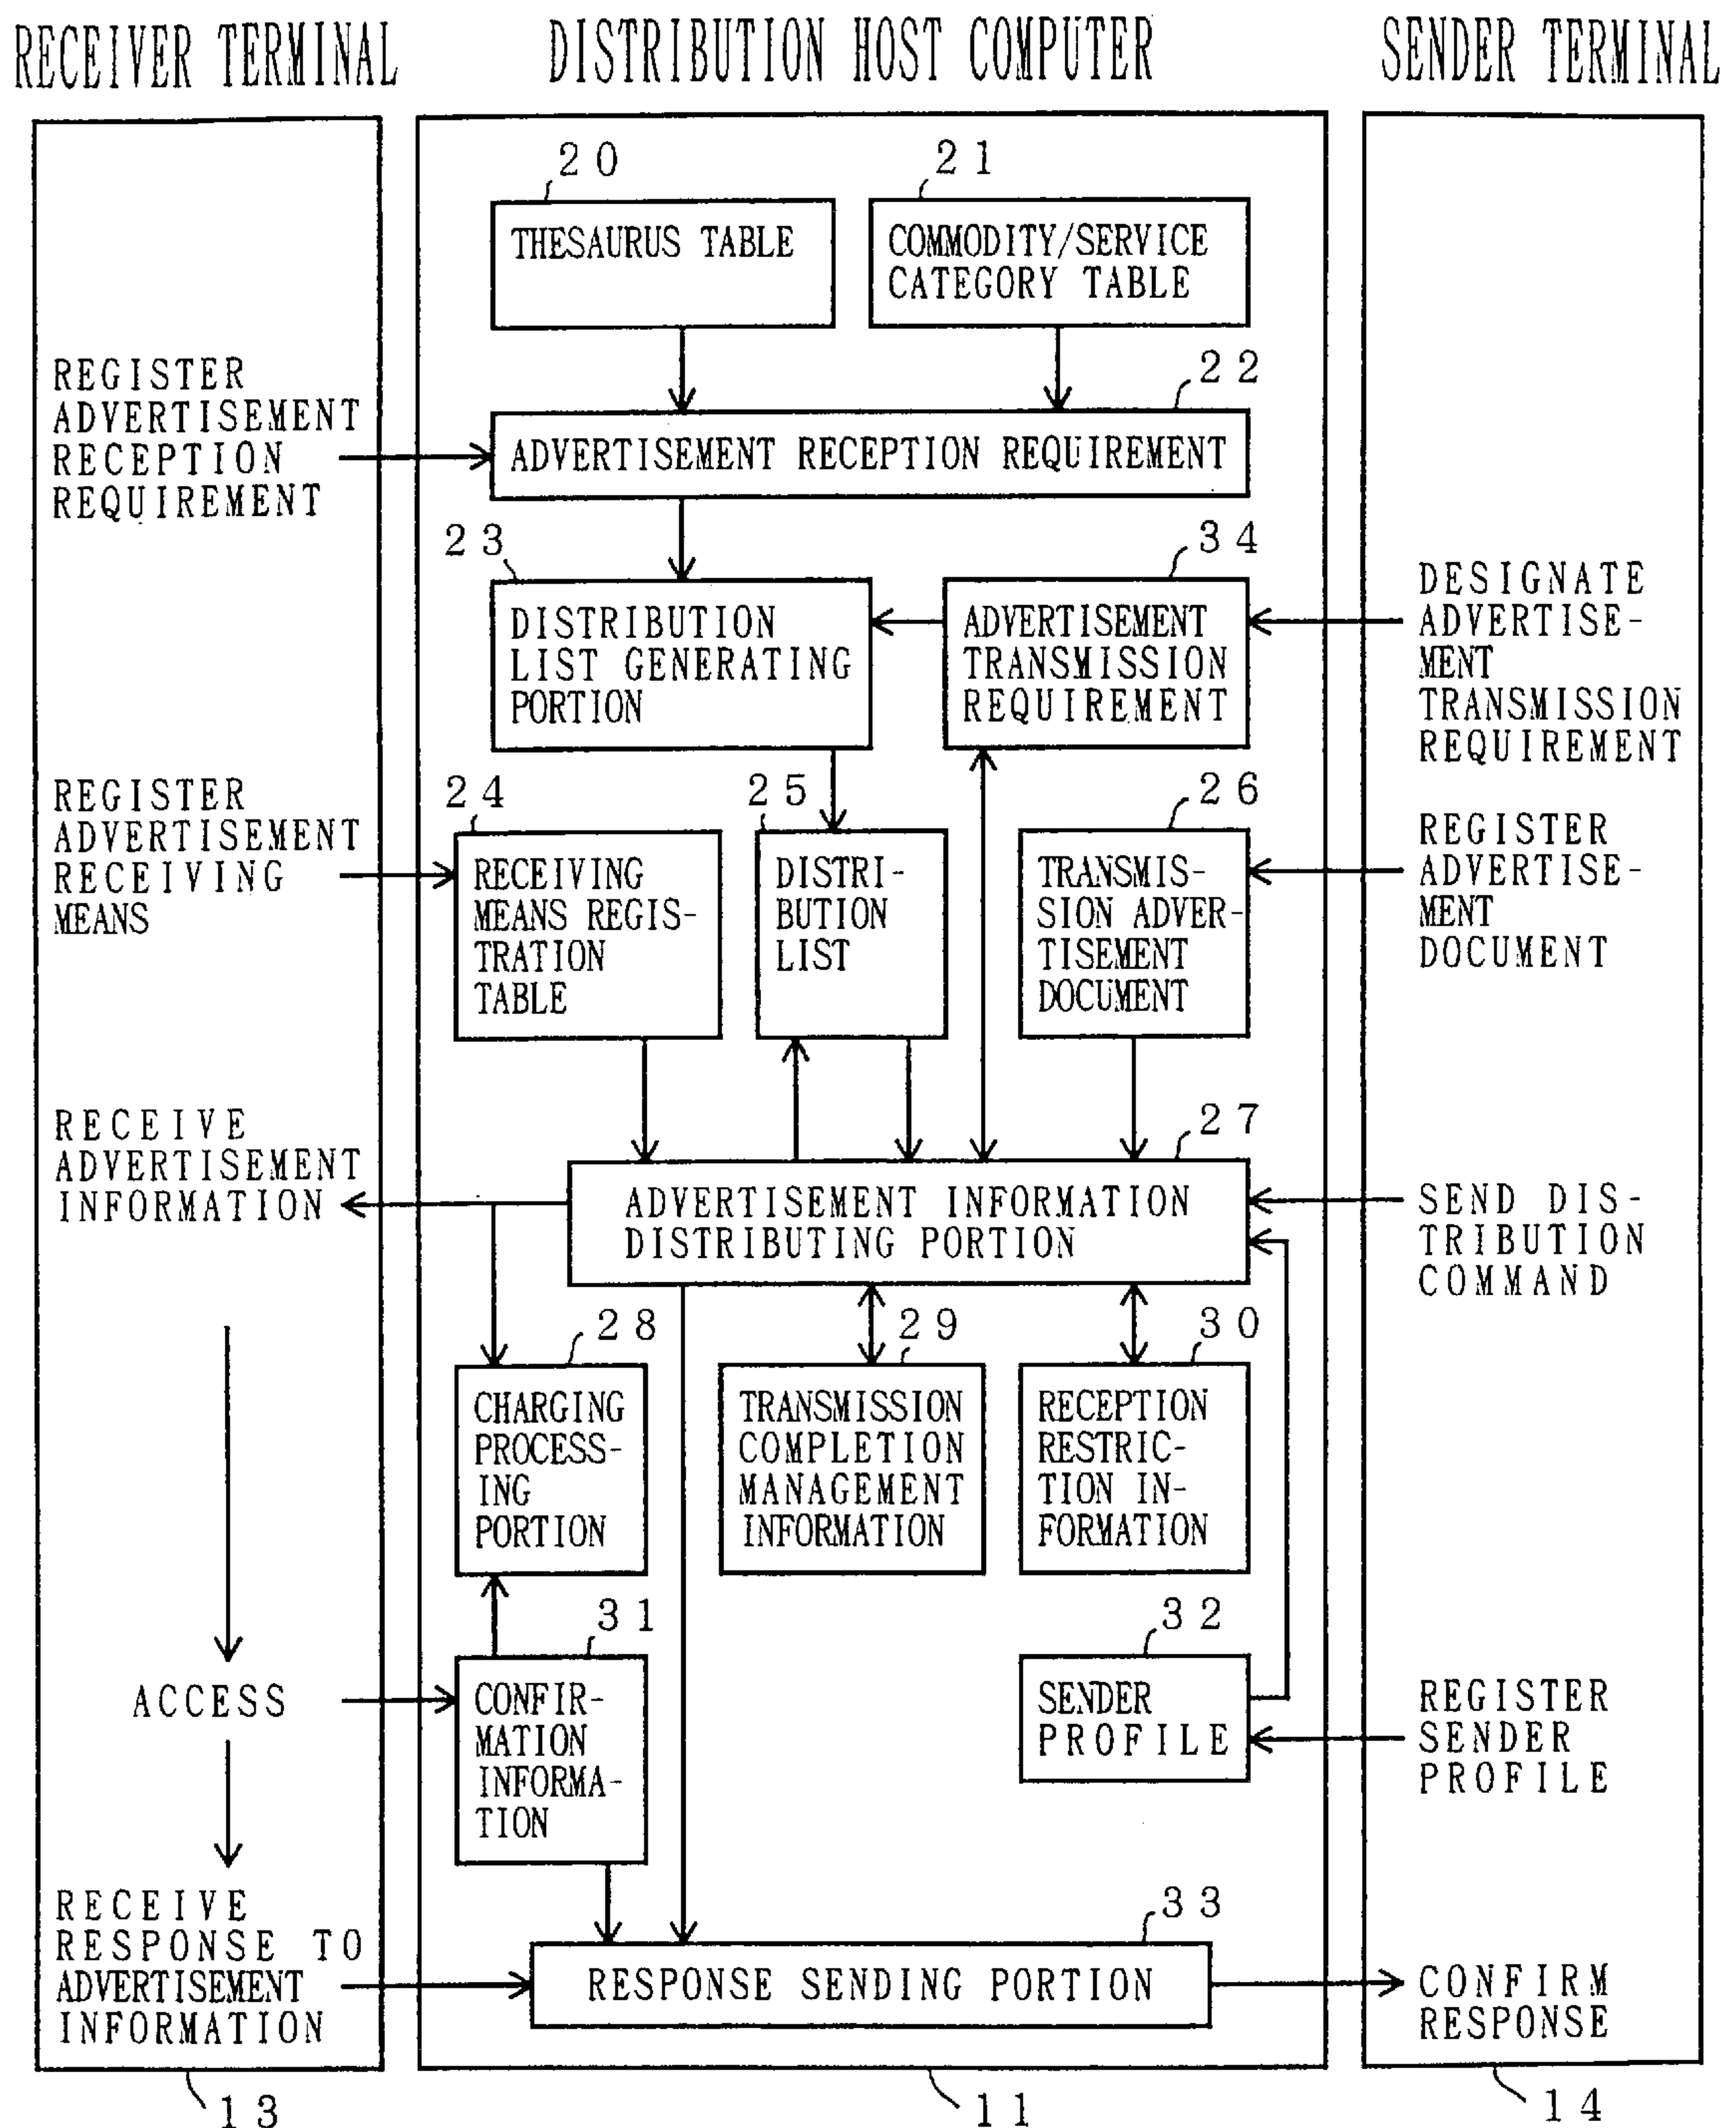 RECEIVER TERMINAL
DISTRIBUTION HOST COMPUTER
SENDER TERMINAL
20
THESAURUS TABLE
21
COMMODITY/SERVICE
CATEGORY TABLE
REGISTER
ADVERTISEMENT
RECEPTION
REQUIREMENT
22
ADVERTISEMENT RECEPTION REQUIREMENT
23
DISTRIBUTION
LIST GENERATING
PORTION
34
ADVERTISEMENT
TRANSMISSION
REQUIREMENT
DESIGNATE
ADVERTISE-
MENT
TRANSMISSION
REQUIREMENT
REGISTER
ADVERTISEMENT
RECEIVING
MEANS
24
RECEIVING
MEANS REGIS-
TRATION
TABLE
25
DISTRI-
BUTION
LIST
26
TRANSMIS-
SION ADVER-
TISEMENT
DOCUMENT
REGISTER
ADVERTISE-
MENT
DOCUMENT
RECEIVE
ADVERTISEMENT
INFORMATION
27
ADVERTISEMENT INFORMATION
DISTRIBUTING PORTION
SEND DIS-
TRIBUTION
COMMAND
28
CHARGING
PROCESS-
ING
PORTION
29
TRANSMISSION
COMPLETION
MANAGEMENT
INFORMATION
30
RECEPTION
RESTRIC-
TION IN-
FORMATION
ACCESS
31
CONFIR-
MATION
INFORMA-
TION
32
SENDER
PROFILE
REGISTER
SENDER
PROFILE
RECEIVE
RESPONSE TO
ADVERTISEMENT
INFORMATION
33
RESPONSE SENDING PORTION
CONFIRM
RESPONSE
13
11
14